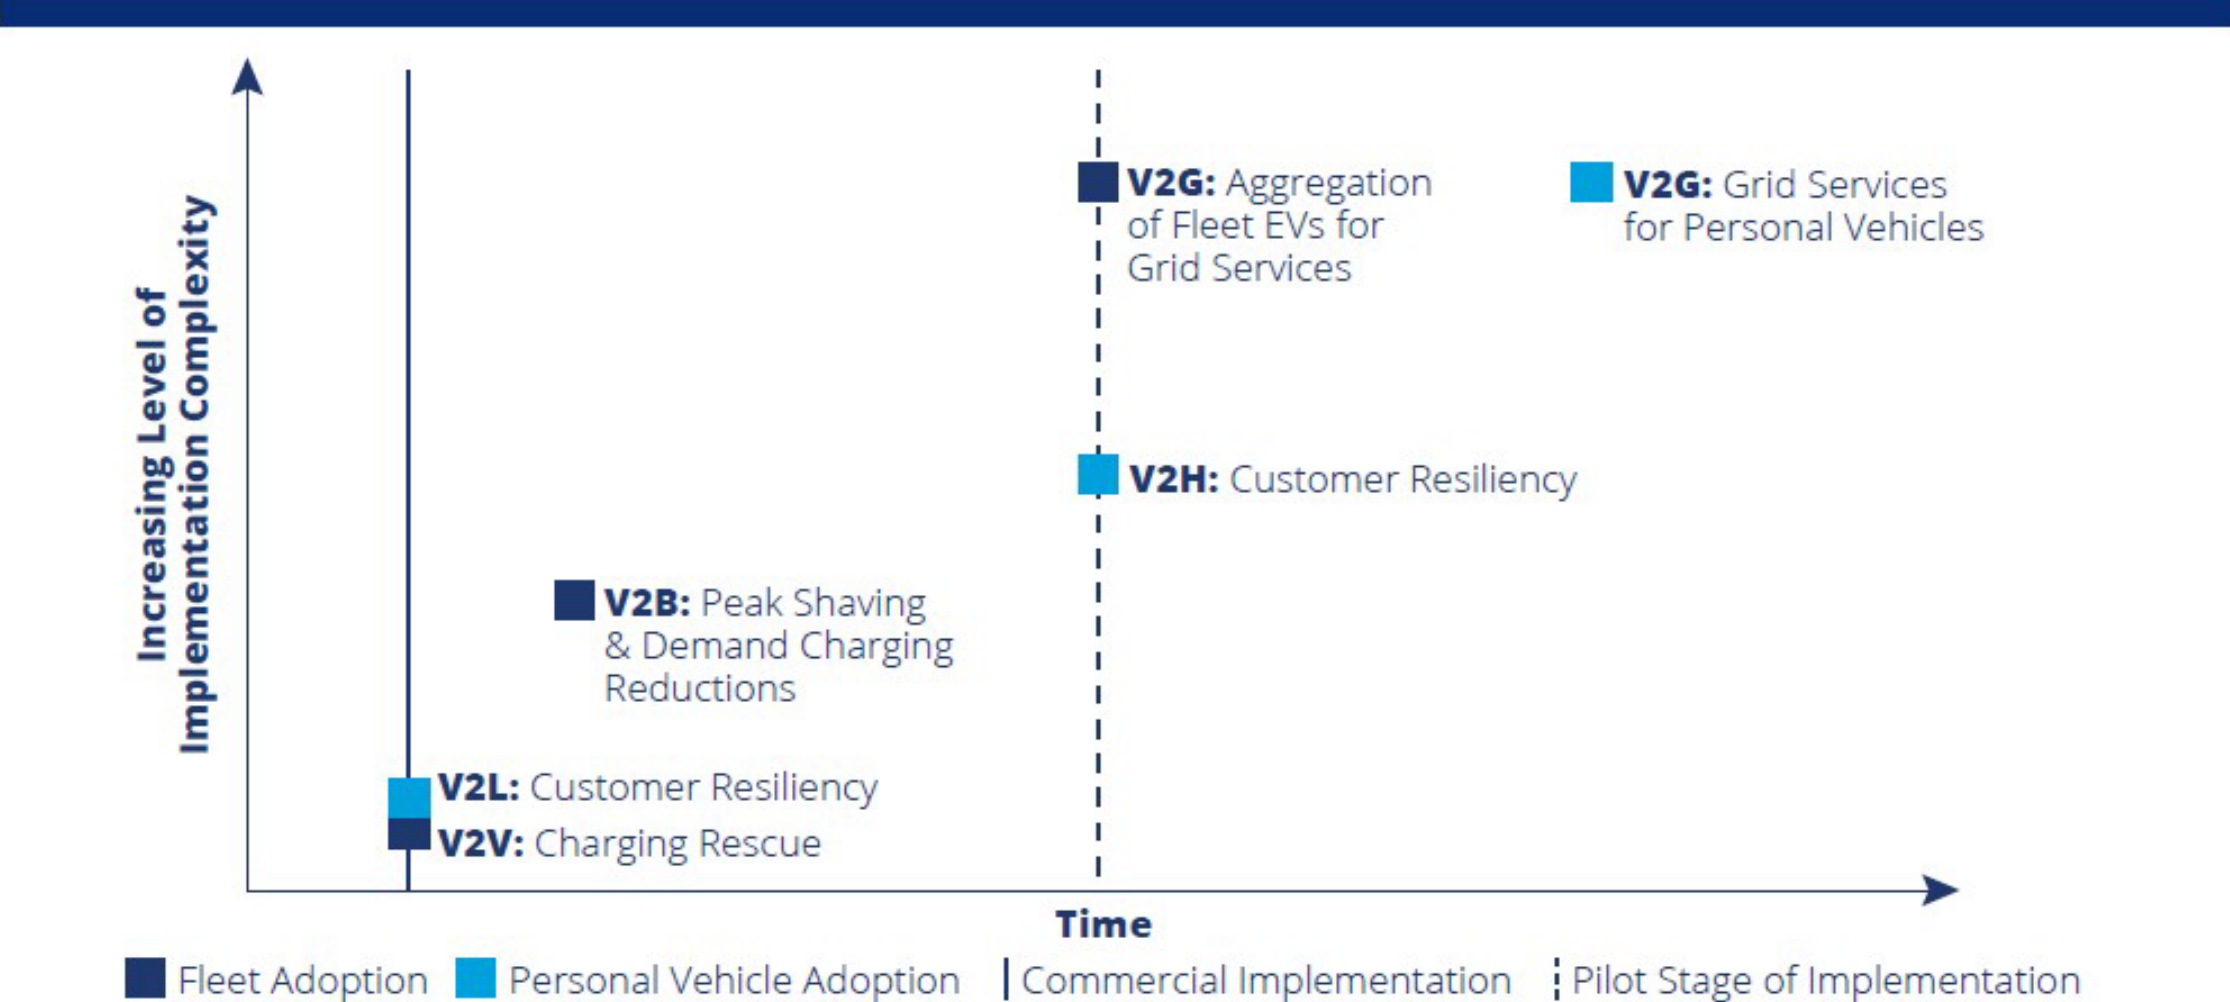 Increasing Level of
Implementation Complexity
V2G: Aggregation
of Fleet EVs for
Grid Services
V2G: Grid Services
for Personal Vehicles
V2H: Customer Resiliency
V2B: Peak Shaving
& Demand Charging
Reductions
V2L: Customer Resiliency
V2V: Charging Rescue
Time
Fleet Adoption
Personal Vehicle Adoption
Commercial Implementation
Pilot Stage of Implementation